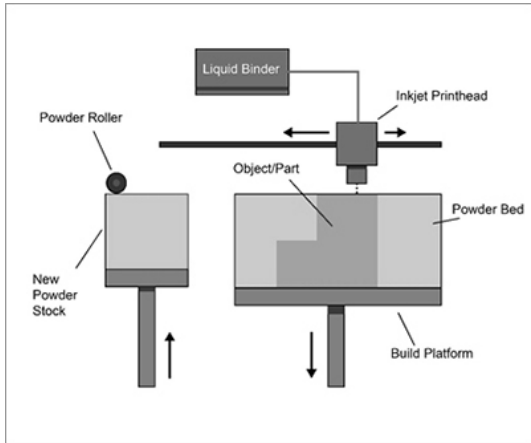 Liquid Binder
Inkjet Printhead
Powder Roller
Object/Part
Powder Bed
New
Powder
Stock
Build Platform